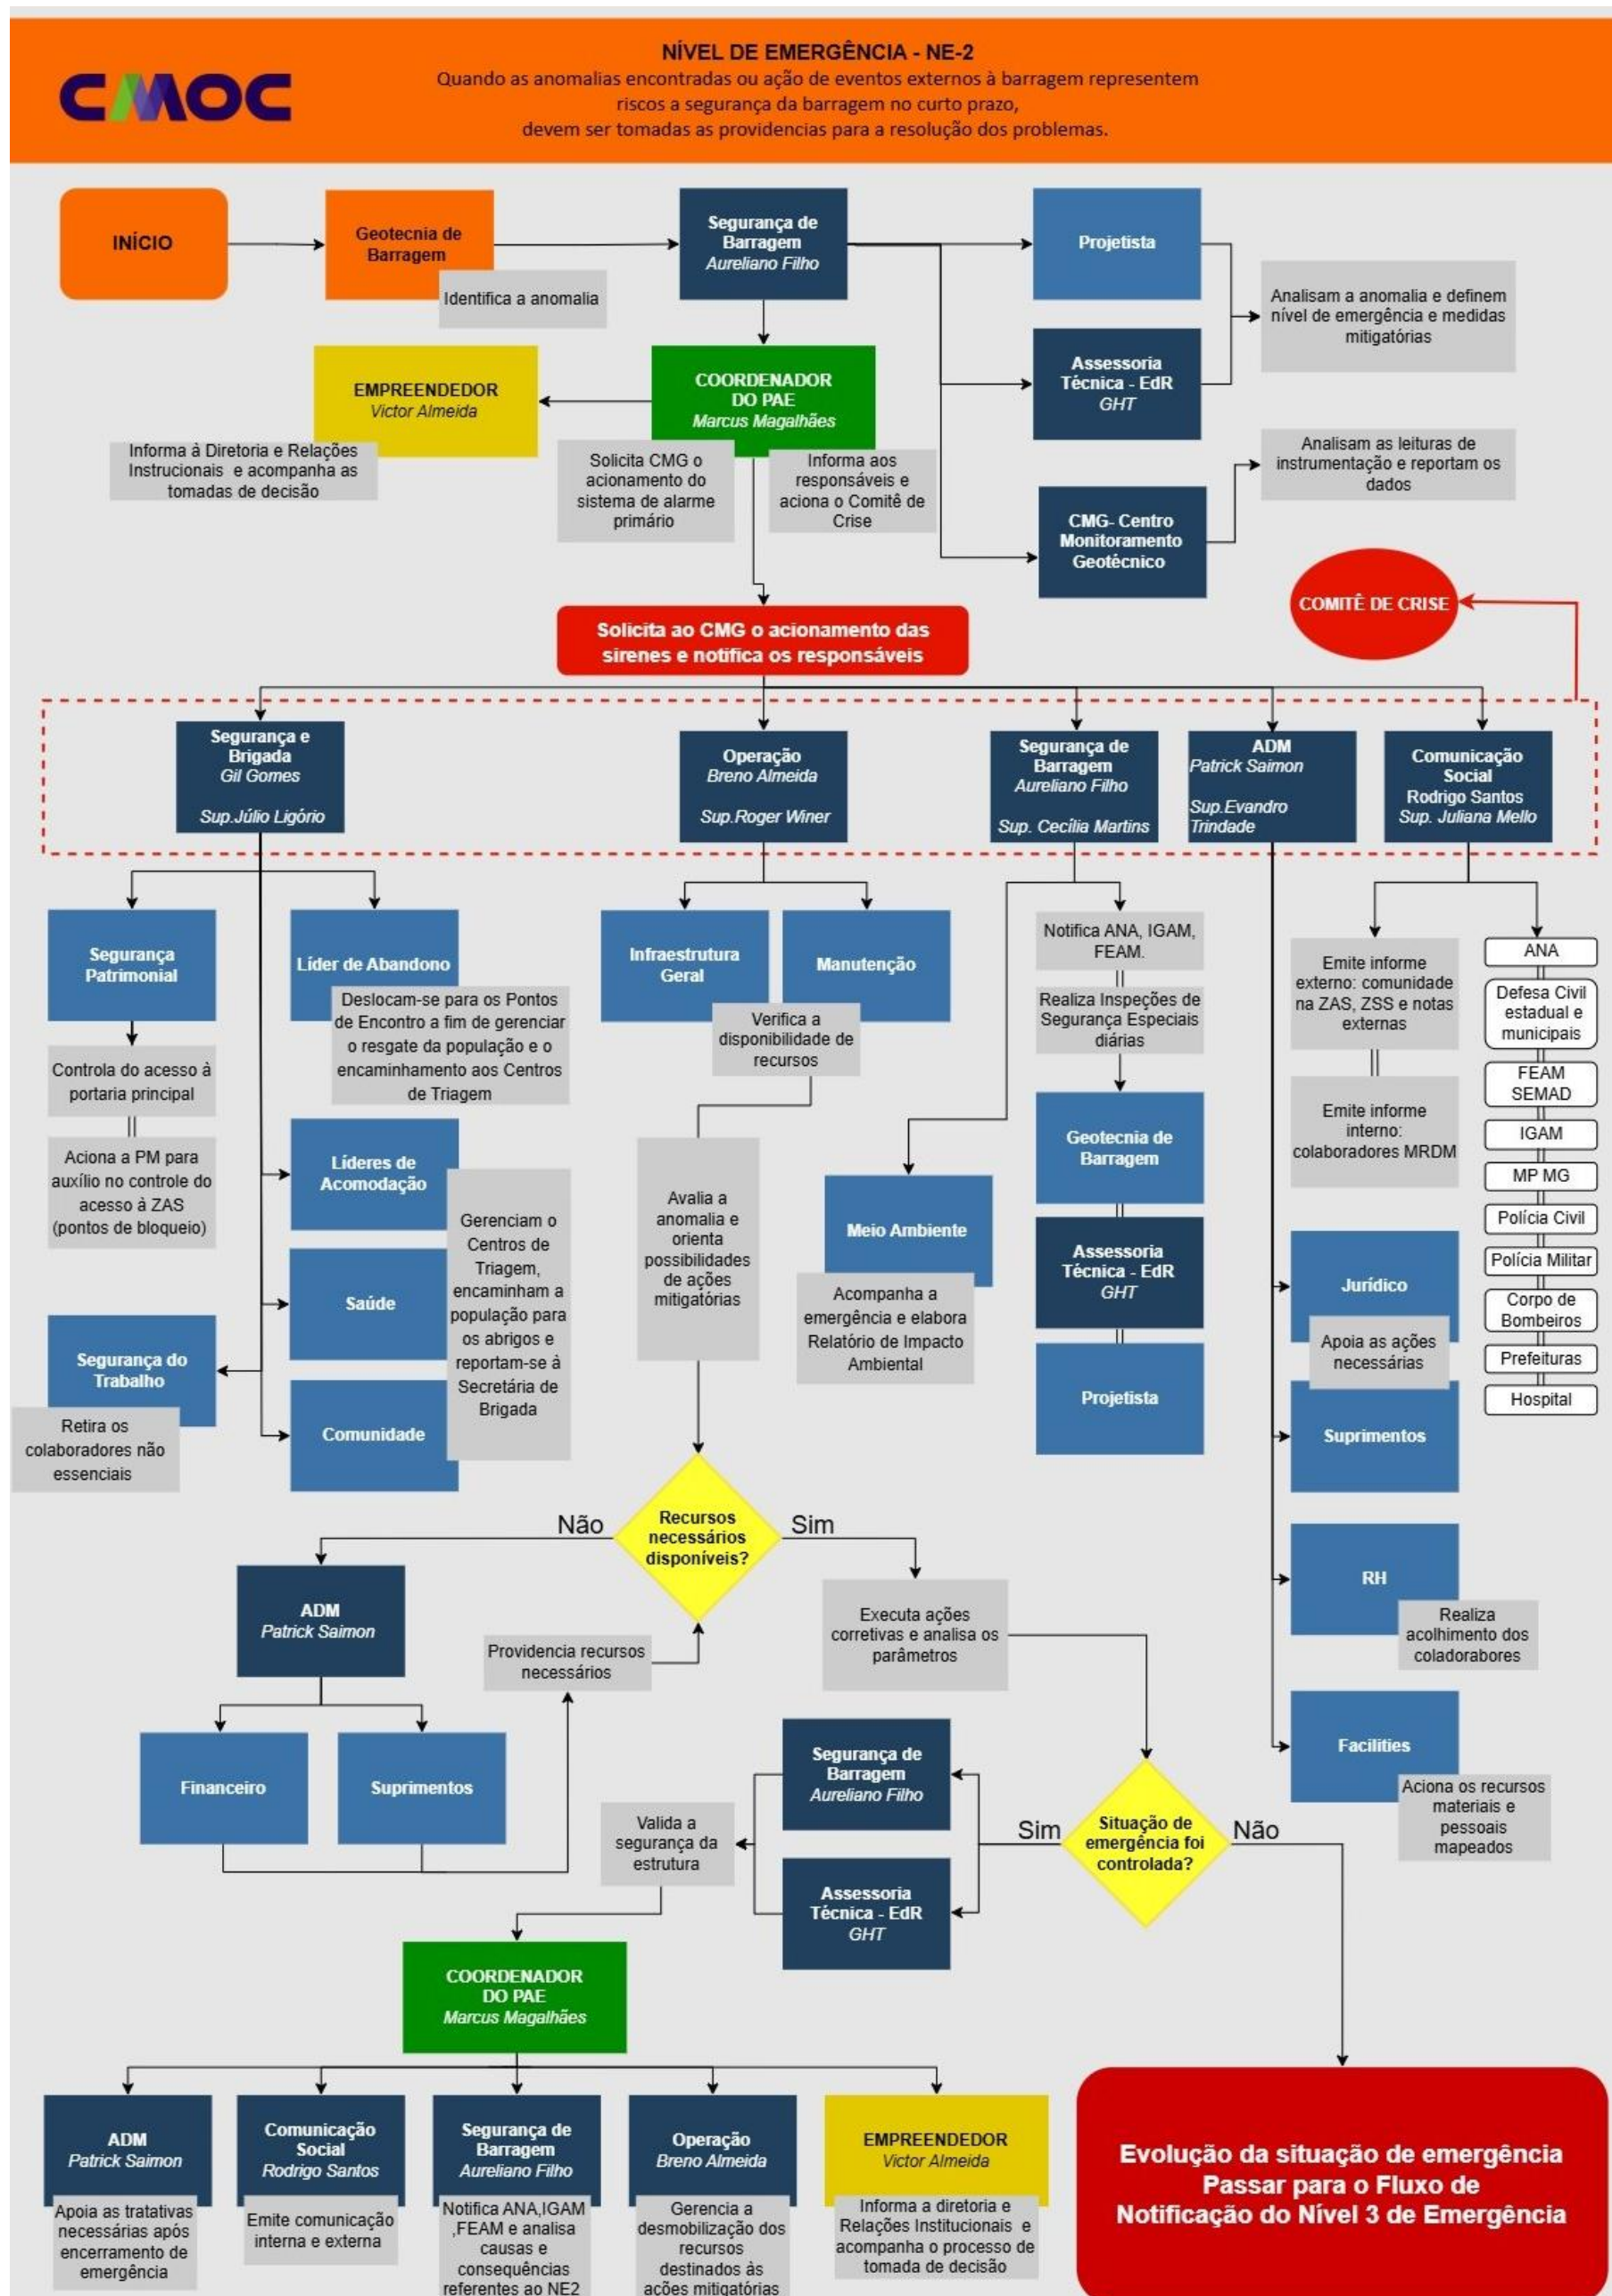 CMOC
NÍVEL DE EMERGÊNCIA - NE-2
Quando as anomalias encontradas ou ação de eventos externos à barragem representem
riscos a segurança da barragem no curto prazo,
devem ser tomadas as providencias para a resolução dos problemas.
INÍCIO
Geotecnia de
Barragem
Identifica a anomalia
Segurança de
Barragem
Aureliano Filho
Projetista
Analisam a anomalia e definem
nível de emergência e medidas
mitigatórias
Assessoria
Técnica - EdR
GHT
EMPREENDEDOR
Victor Almeida
Informa à Diretoria e Relações
Instrucionais e acompanha as
tomadas de decisão
COORDENADOR
DO PAE
Marcus Magalhães
Solicita CMG o
acionamento do
sistema de alarme
primário
Informa aos
responsáveis e
aciona o Comitê de
Crise
Analisam as leituras de
instrumentação e reportam os
dados
CMG- Centro
Monitoramento
Geotécnico
COMITÊ DE CRISE
Solicita ao CMG o acionamento das
sirenes e notifica os responsáveis
Segurança e
Brigada
Gil Gomes
Sup.Júlio Ligório
Operação
Breno Almeida
Sup.Roger Winer
Segurança de
Barragem
Aureliano Filho
Sup. Cecília Martins
ADM
Patrick Saimon
Sup.Evandro
Trindade
Comunicação
Social
Rodrigo Santos
Sup. Juliana Mello
Segurança
Patrimonial
Controla do acesso à
portaria principal
Aciona a PM para
auxílio no controle do
acesso à ZAS
(pontos de bloqueio)
Segurança do
Trabalho
Retira os
colaboradores não
essenciais
Líder de Abandono
Deslocam-se para os Pontos
de Encontro a fim de gerenciar
o resgate da população e o
encaminhamento aos Centros
de Triagem
Líderes de
Acomodação
Saúde
Comunidade
Gerenciam o
Centros de
Triagem,
encaminham a
população para
os abrigos e
reportam-se à
Secretária de
Brigada
Infraestrutura
Geral
Manutenção
Verifica a
disponibilidade de
recursos
Avalia a
anomalia e
orienta
possibilidades
de ações
mitigatórias
Meio Ambiente
Acompanha a
emergência e elabora
Relatório de Impacto
Ambiental
Notifica ANA, IGAM,
FEAM.
Realiza Inspeções de
Segurança Especiais
diárias
Geotecnia de
Barragem
Assessoria
Técnica - EdR
GHT
Projetista
Emite informe
externo: comunidade
na ZAS, ZSS e notas
externas
Emite informe
interno:
colaboradores MRDM
ANA
Defesa Civil
estadual e
municipais
FEAM
SEMAD
IGAM
MP MG
Polícia Civil
Polícia Militar
Corpo de
Bombeiros
Prefeituras
Hospital
Jurídico
Apoia as ações
necessárias
Suprimentos
RH
Realiza
acolhimento dos
coladorabores
Facilities
Aciona os recursos
materiais e
pessoais
mapeados
Recursos
necessários
disponíveis?
Não
Sim
ADM
Patrick Saimon
Financeiro
Suprimentos
Providencia recursos
necessários
Executa ações
corretivas e analisa os
parâmetros
Situação de
emergência foi
controlada?
Sim
Não
Segurança de
Barragem
Aureliano Filho
Assessoria
Técnica - EdR
GHT
Valida a
segurança da
estrutura
COORDENADOR
DO PAE
Marcus Magalhães
ADM
Patrick Saimon
Apoia as tratativas
necessárias após
encerramento de
emergência
Comunicação
Social
Rodrigo Santos
Emite comunicação
interna e externa
Segurança de
Barragem
Aureliano Filho
Notifica ANA,IGAM
,FEAM e analisa
causas e
consequências
referentes ao NE2
Operação
Breno Almeida
Gerencia a
desmobilização dos
recursos
destinados às
ações mitigatórias
EMPREENDEDOR
Victor Almeida
Informa a diretoria e
Relações Institucionais e
acompanha o processo de
tomada de decisão
Evolução da situação de emergência
Passar para o Fluxo de
Notificação do Nível 3 de Emergência